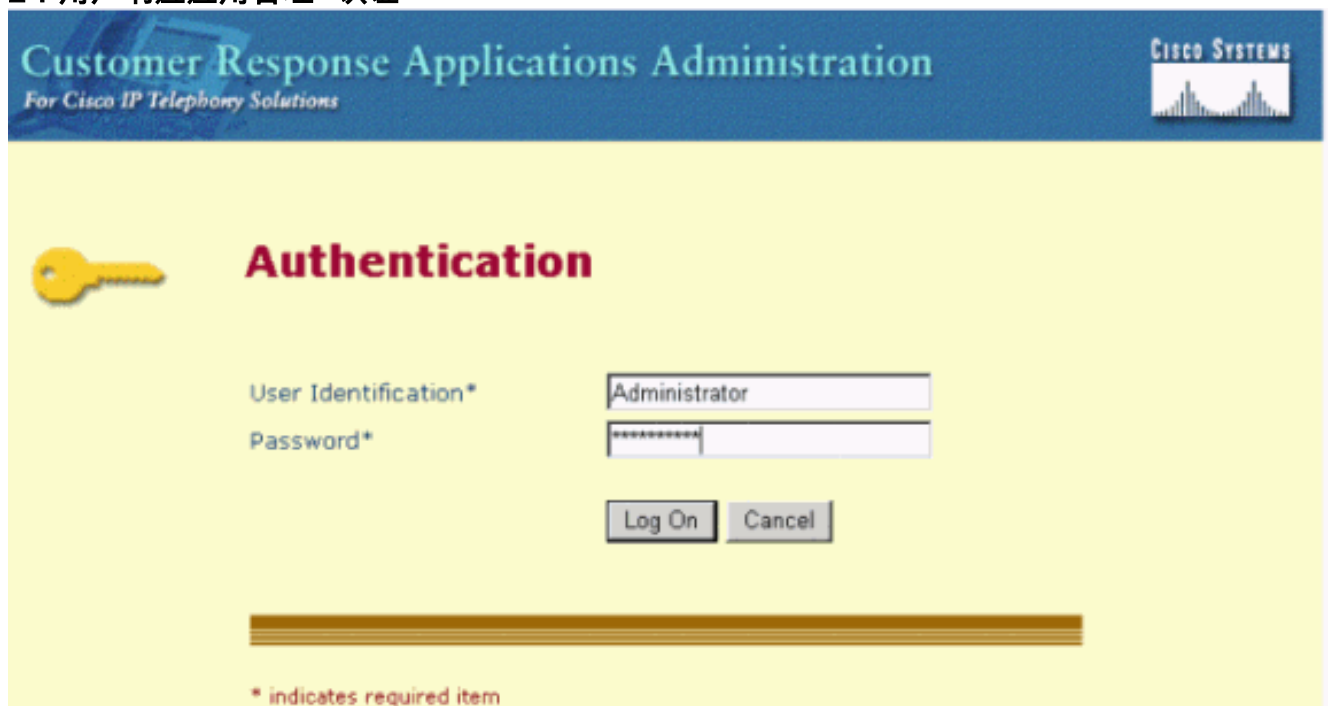 Customer Response Applications Administration
For Cisco IP Telephony Solutions
CISCO SYSTEMS
Authentication
User Identification*
Administrator
Password*
**********
Log On
Cancel
* indicates required item